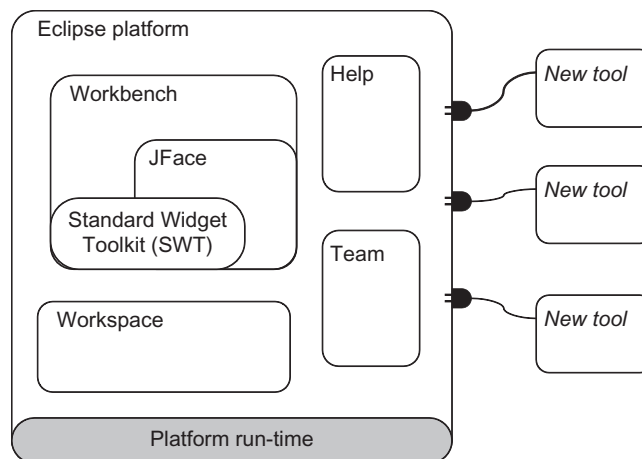 Eclipse platform
Workbench
JFace
Standard Widget
Toolkit (SWT)
Workspace
Help
Team
Platform run-time
New tool
New tool
New tool